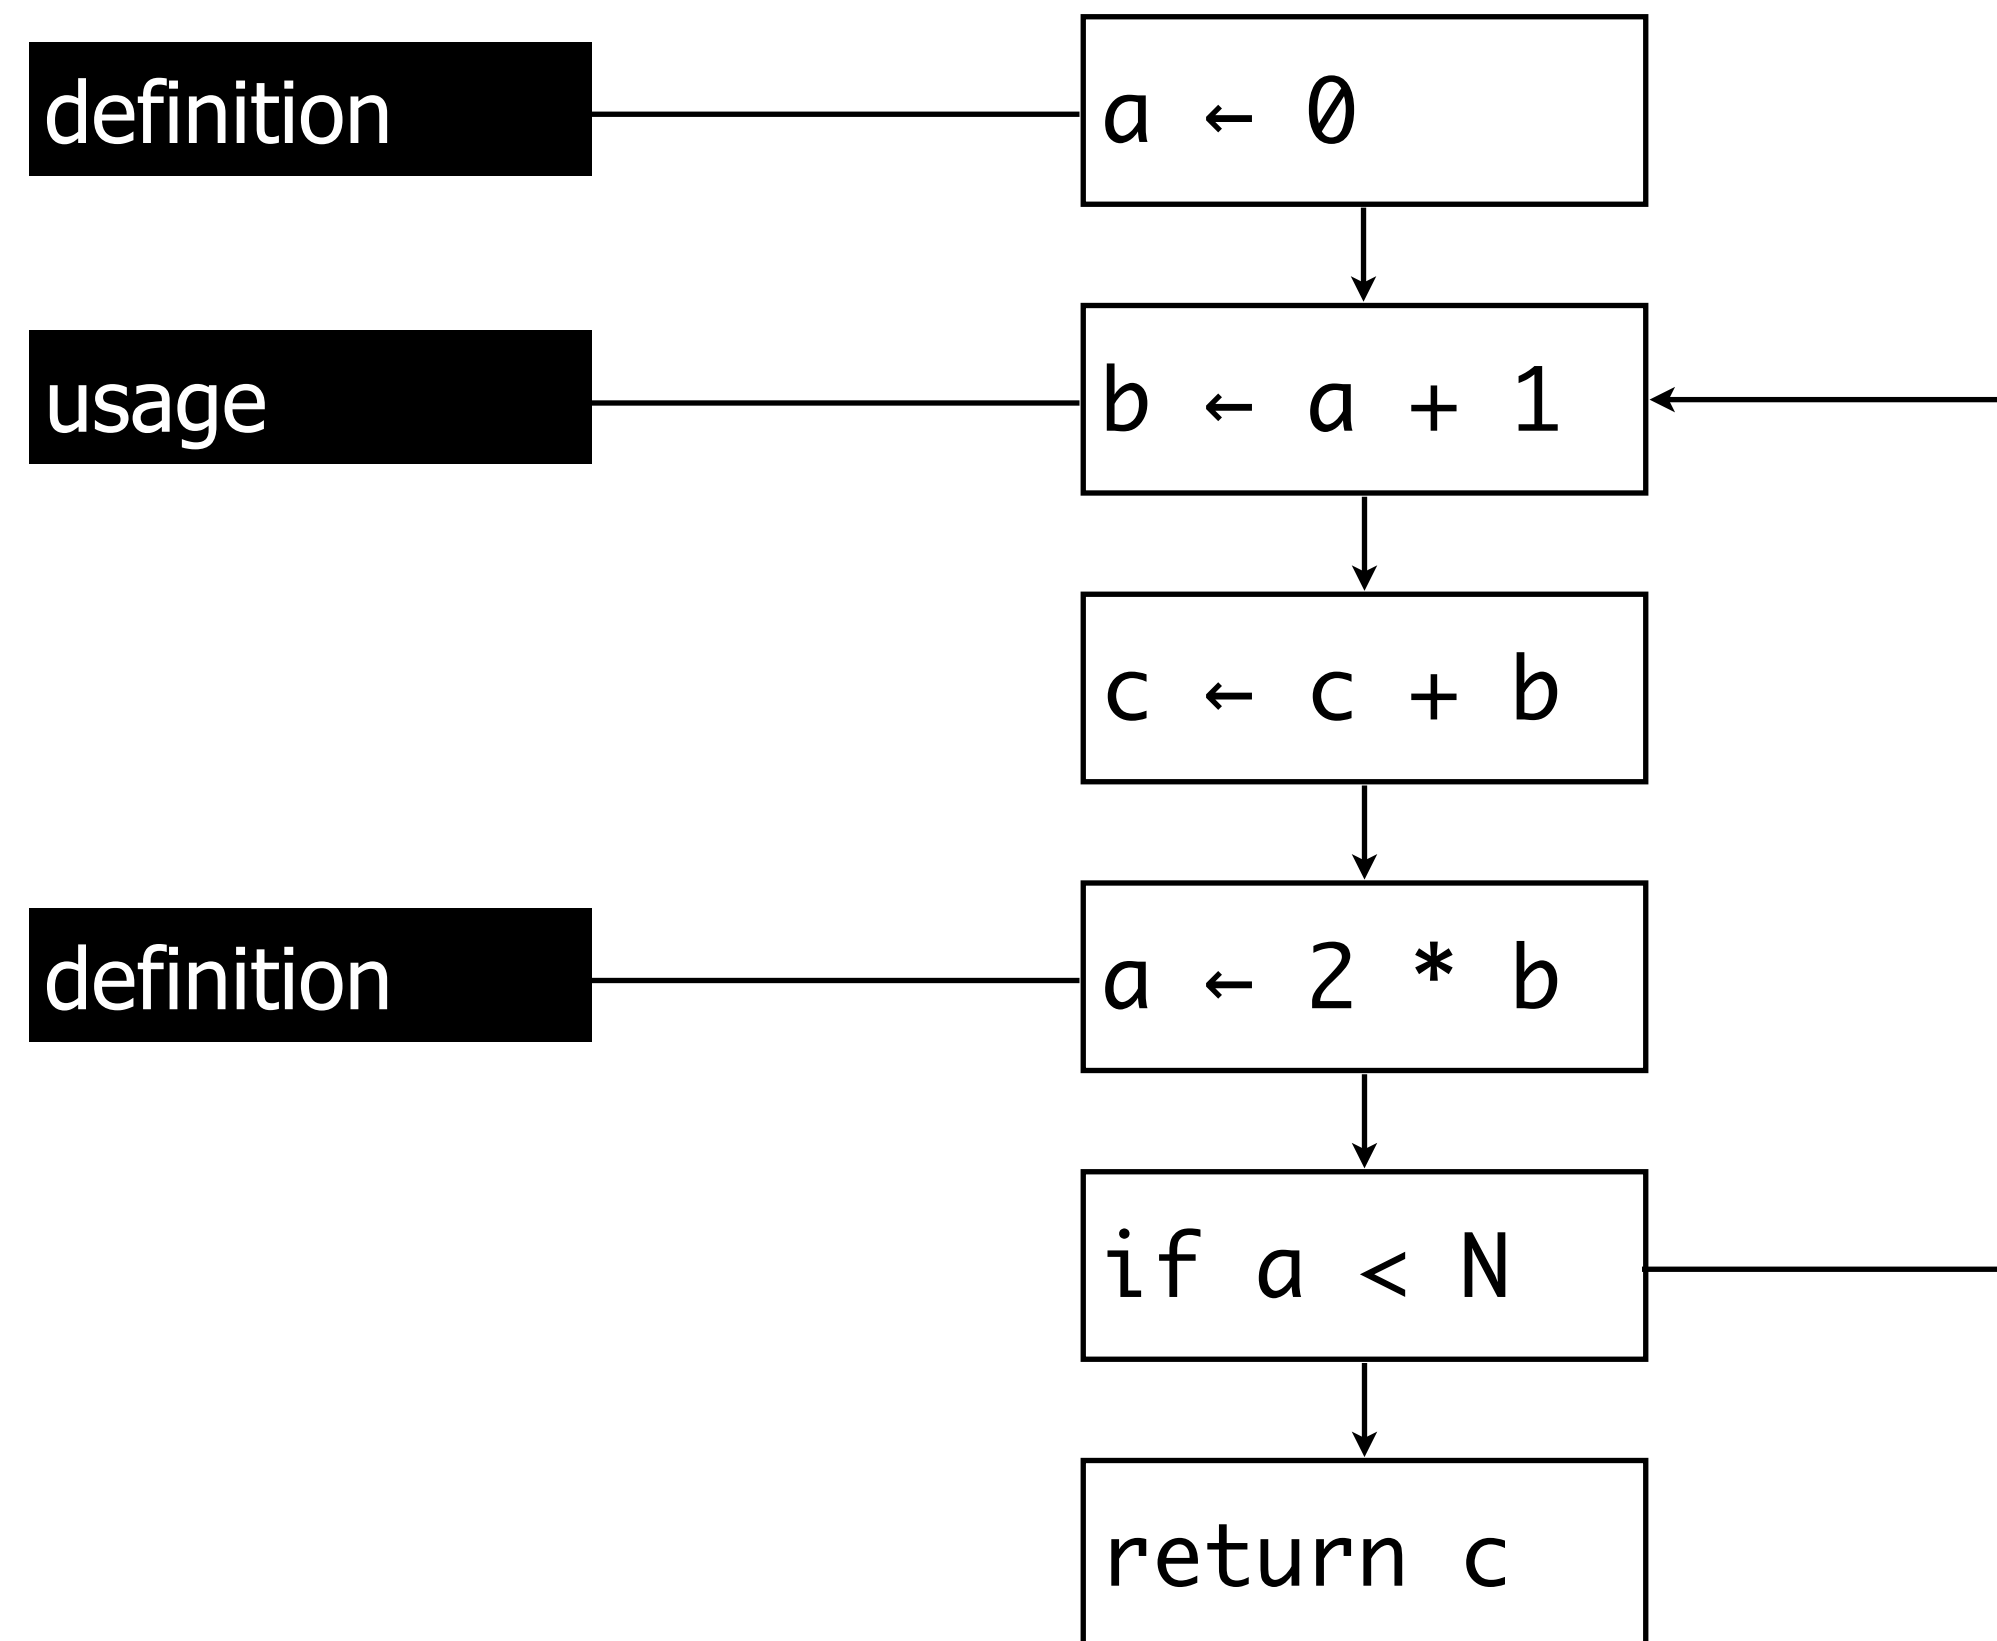 definition
a ← 0
usage
b ← a + 1
c ← c + b
definition
a ← 2 * b
if a < N
return c